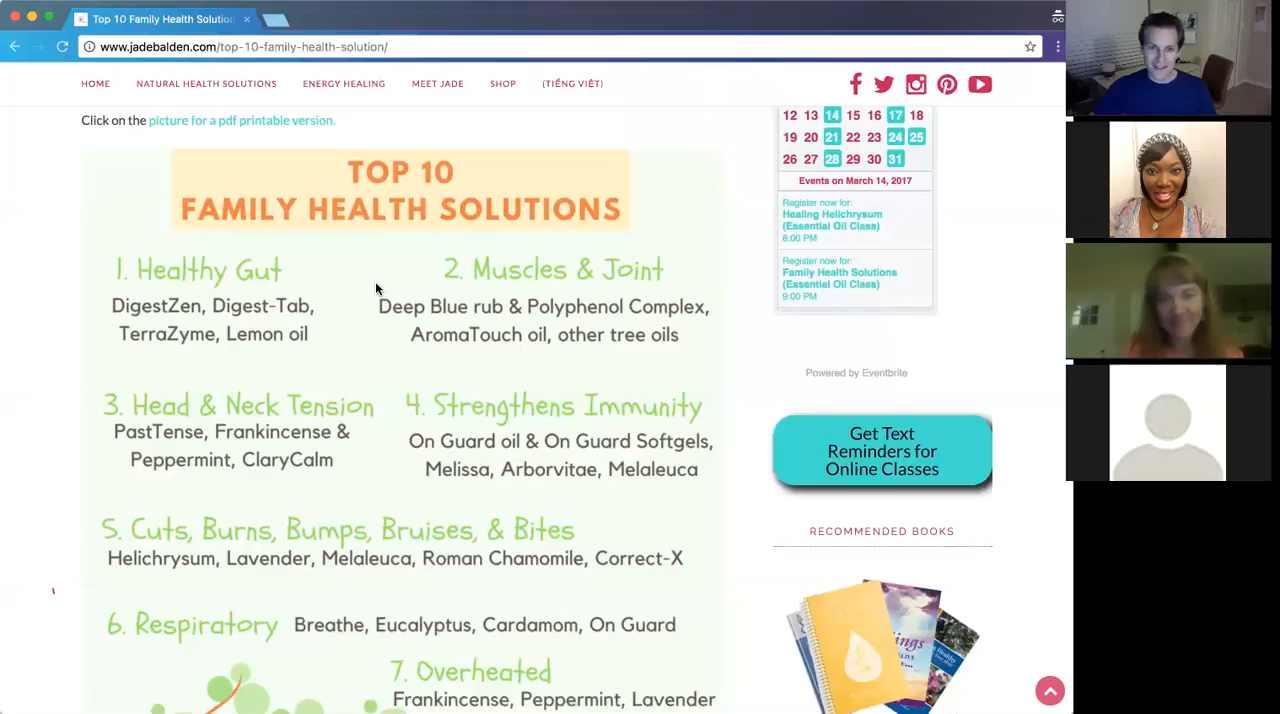 Top 10 Family Health Solutio
www.jadebalden.com/top-10-family-health-solution/
HOME NATURAL HEALTH SOLUTIONS ENERGY HEALING MEET JADE SHOP (TIẾNG VIỆT)
Click on the picture for a pdf printable version.
TOP 10
FAMILY HEALTH SOLUTIONS
1. Healthy Gut
DigestZen, Digest-Tab,
TerraZyme, Lemon oil
2. Muscles & Joint
Deep Blue rub & Polyphenol Complex,
AromaTouch oil, other tree oils
3. Head & Neck Tension
PastTense, Frankincense &
Peppermint, ClaryCalm
4. Strengthens Immunity
On Guard oil & On Guard Softgels,
Melissa, Arborvitae, Melaleuca
5. Cuts, Burns, Bumps, Bruises, & Bites
Helichrysum, Lavender, Melaleuca, Roman Chamomile, Correct-X
6. Respiratory Breathe, Eucalyptus, Cardamom, On Guard
7. Overheated
Frankincense, Peppermint, Lavender
12 13 14 15 16 17 18
19 20 21 22 23 24 25
26 27 28 29 30 31
Events on March 14, 2017
Register now for:
Healing Helichrysum
(Essential Oil Class)
8:00 PM
Register now for:
Family Health Solutions
(Essential Oil Class)
9:00 PM
Powered by Eventbrite
Get Text
Reminders for
Online Classes
RECOMMENDED BOOKS